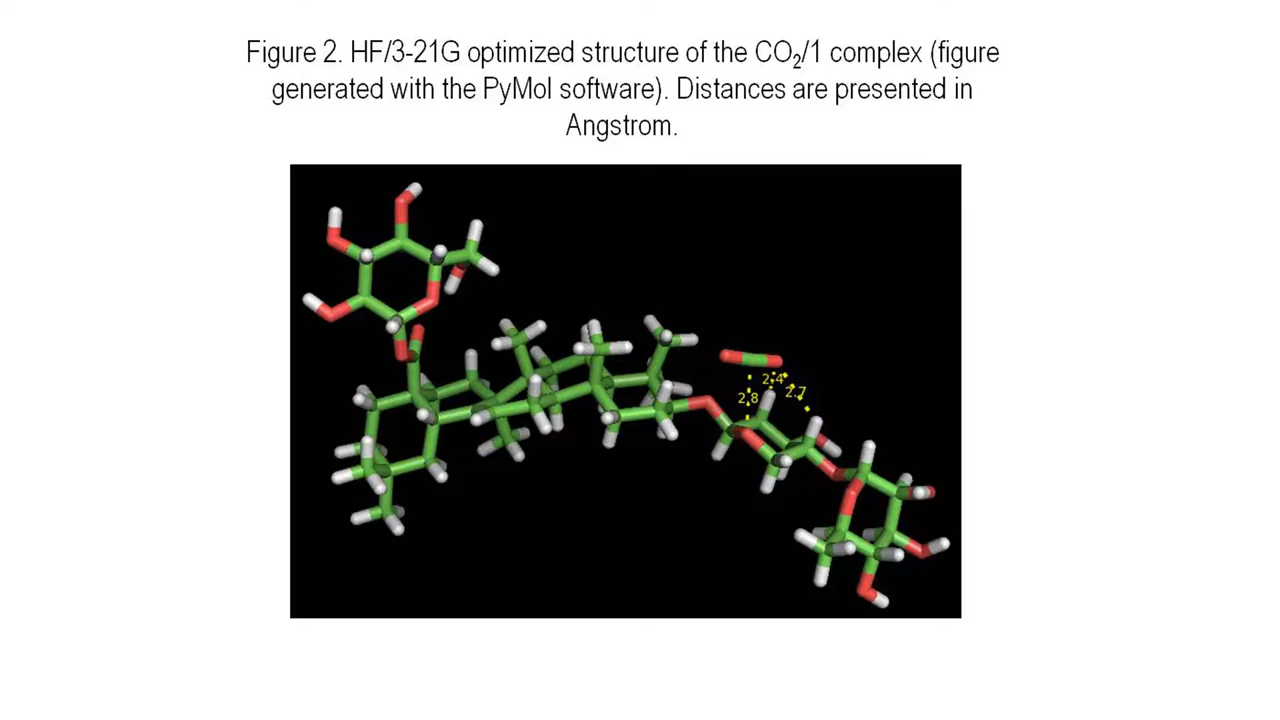 Figure 2. HF/3-21G optimized structure of the CO₂/1 complex (figure
generated with the PyMol software). Distances are presented in
Angstrom.
2.4
2.7
2.8